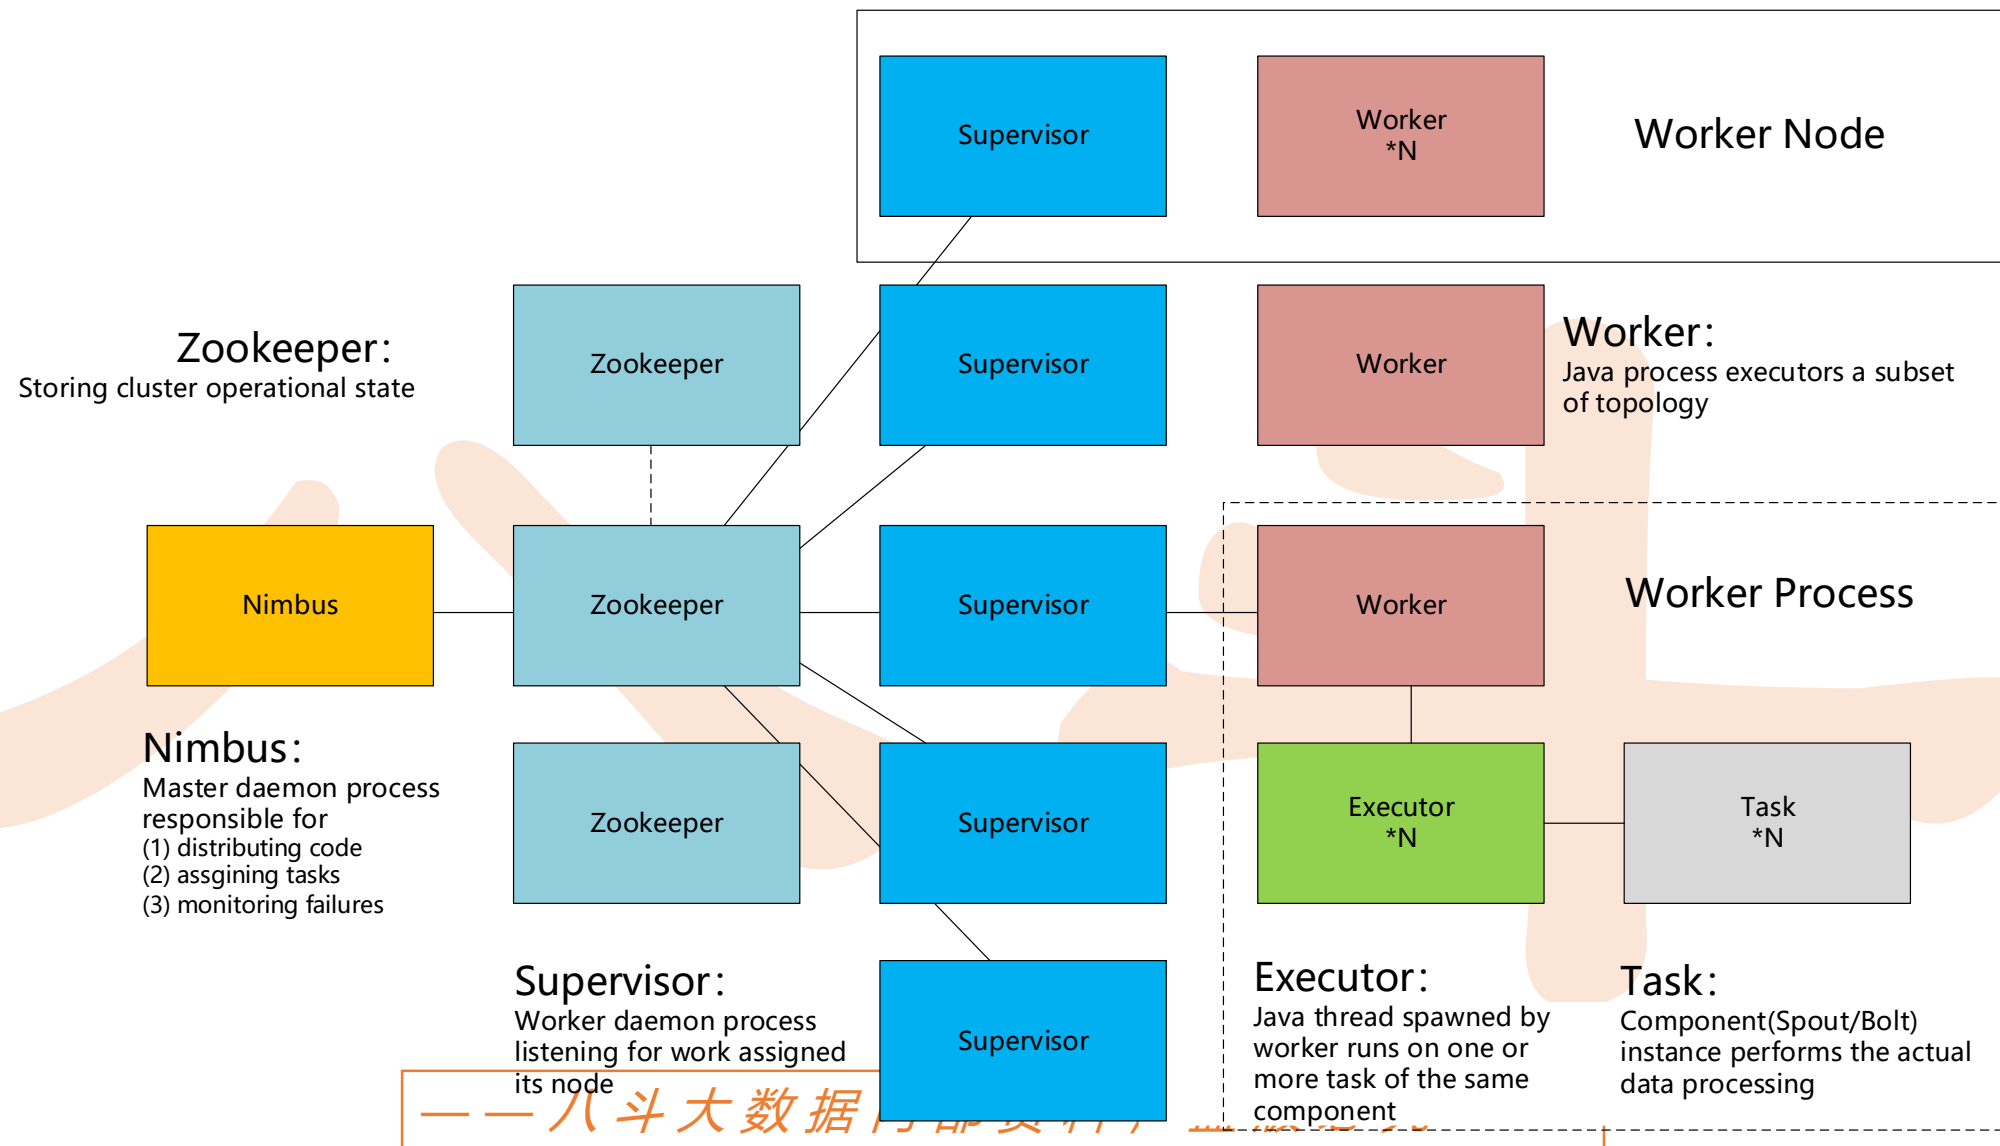 Supervisor
Worker
*N
Worker Node
Zookeeper:
Storing cluster operational state
Zookeeper
Supervisor
Worker
Worker:
Java process executors a subset
of topology
Nimbus
Zookeeper
Supervisor
Worker
Worker Process
Nimbus:
Master daemon process
responsible for
(1) distributing code
(2) assgining tasks
(3) monitoring failures
Zookeeper
Supervisor
Executor
*N
Task
*N
Supervisor:
Worker daemon process
listening for work assigned
its node
Supervisor
Executor:
Java thread spawned by
worker runs on one or
more task of the same
component
Task:
Component(Spout/Bolt)
instance performs the actual
data processing
——八斗大数据